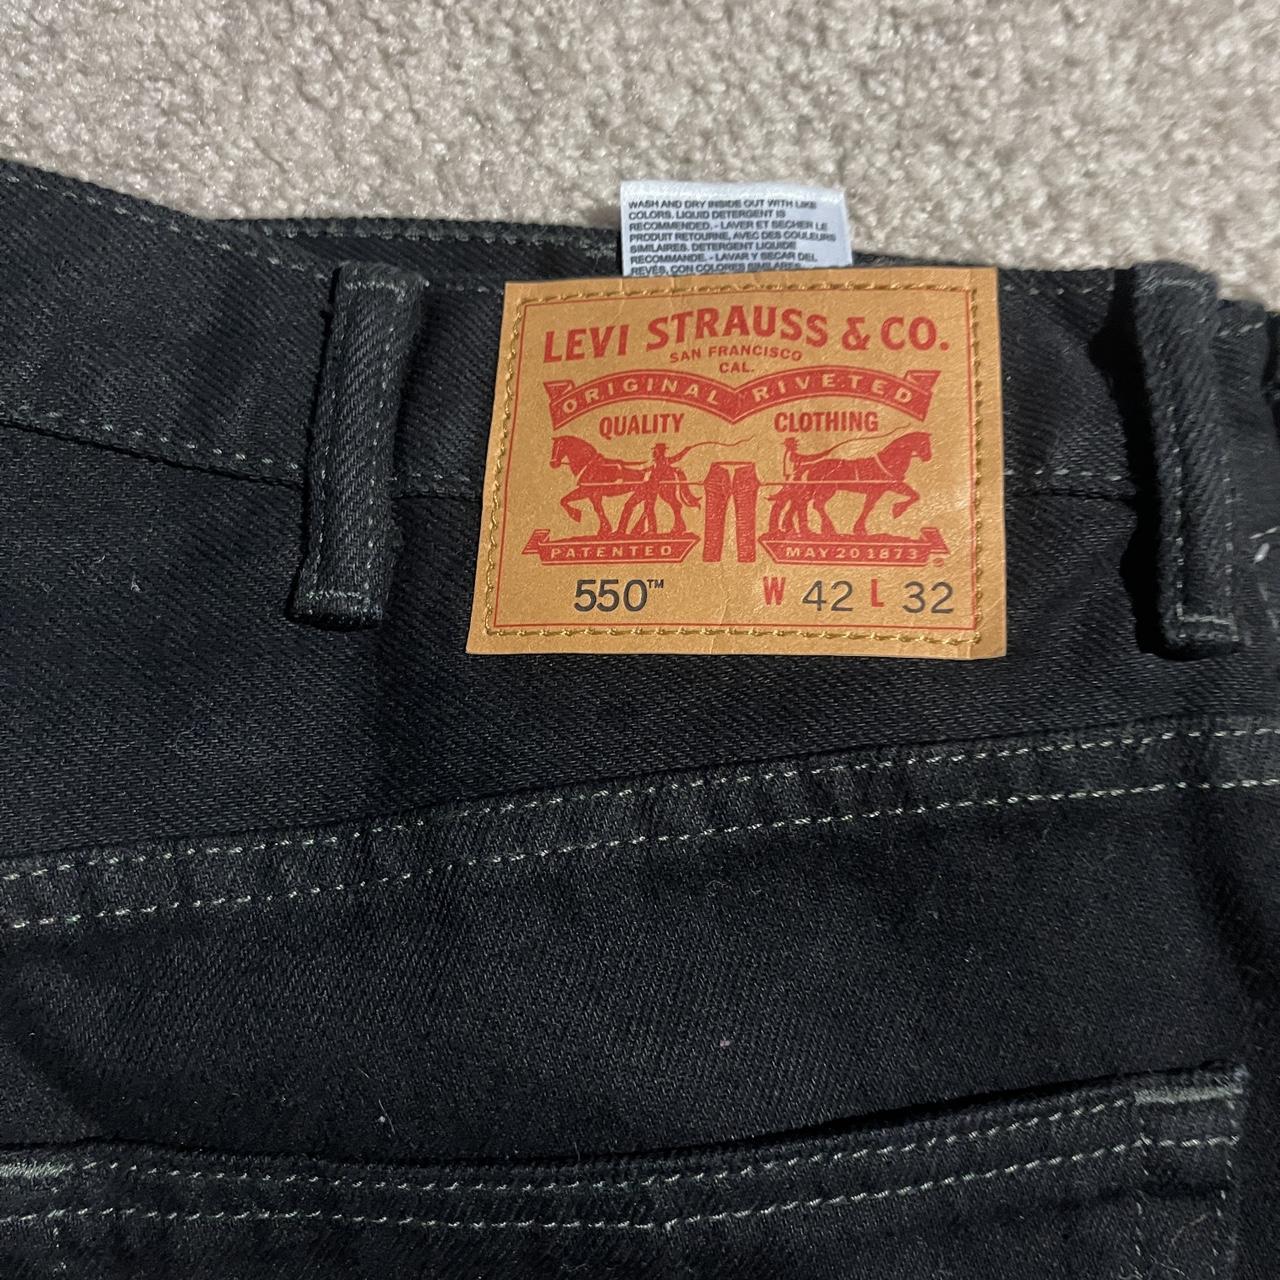 WASH AND DRY INSIDE OUT WITH LIKE
COLORS. LIQUID DETERGENT IS
RECOMMENDED. - LAVER ET SECHER LE
PRODUIT RETOURNE, AVEC DES COULEURS
SIMILAIRES. DETERGENT LIQUIDE
RECOMMANDE. - LAVAR Y SECAR DEL
REVÉS, CON COLORES SIMILARES.
LEVI STRAUSS & CO.
SAN FRANCISCO
CAL.
ORIGINAL RIVETED
QUALITY CLOTHING
PATENTED MAY 20 1873
550™ W 42 L 32